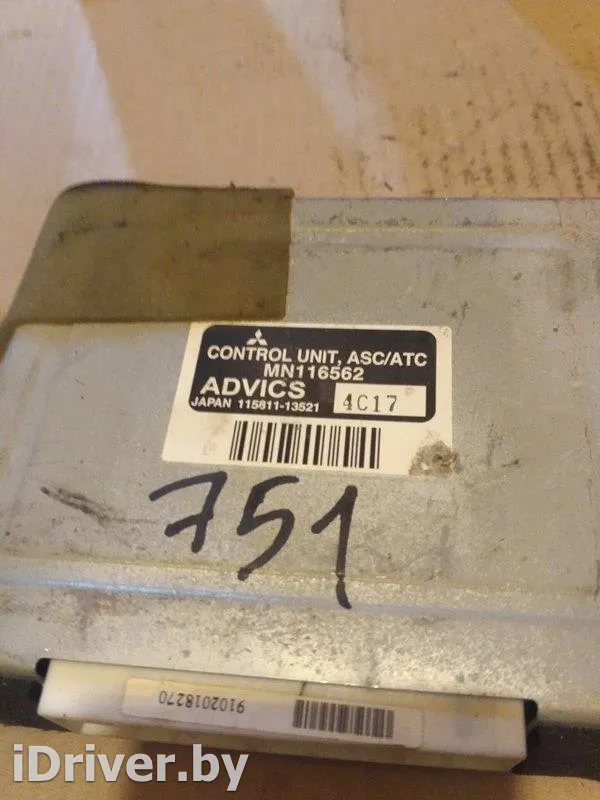 CONTROL UNIT, ASC/ATC
MN116562
ADVICS
JAPAN 115811-13521 4C17
751
9102018270
iDriver.by